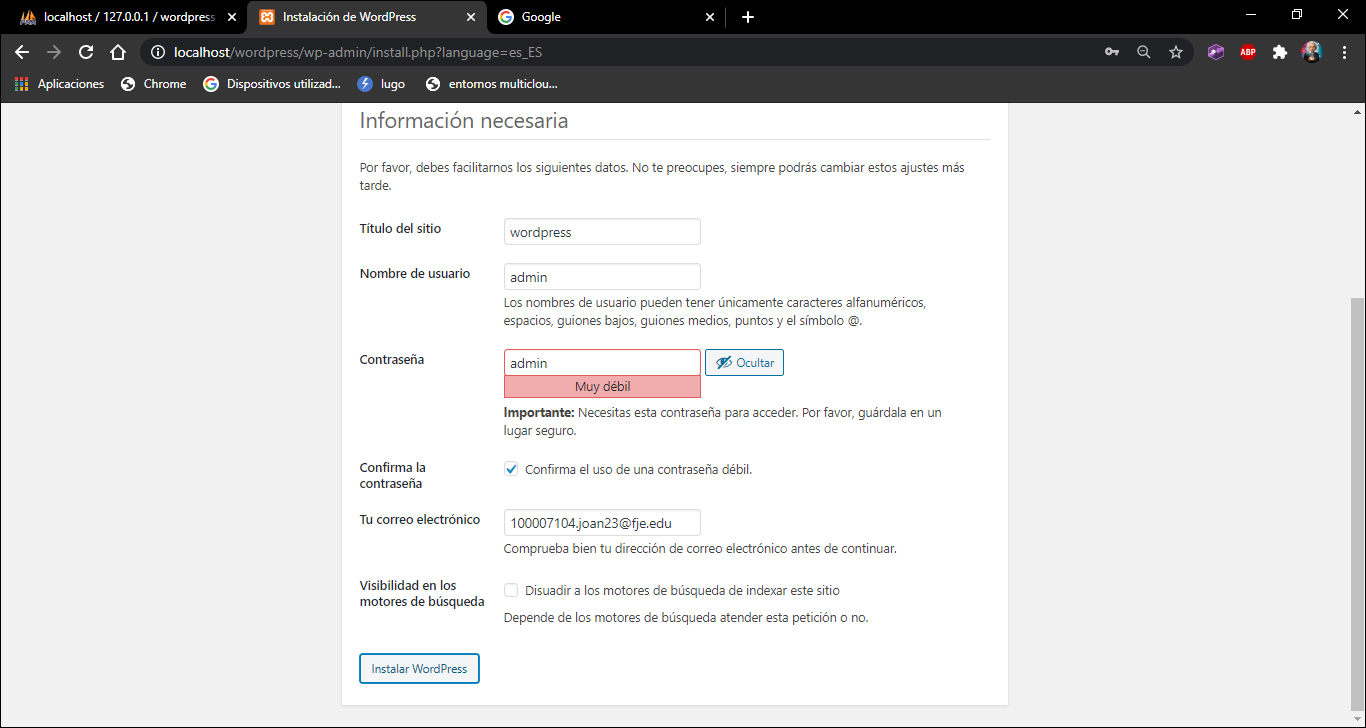 localhost / 127.0.0.1 / wordpress
Instalación de WordPress
Google
localhost/wordpress/wp-admin/install.php?language=es_ES
ABP
Aplicaciones
Chrome
Dispositivos utilizad...
lugo
entornos multiclou...
Información necesaria
Por favor, debes facilitarnos los siguientes datos. No te preocupes, siempre podrás cambiar estos ajustes más
tarde.
Título del sitio
wordpress
Nombre de usuario
admin
Los nombres de usuario pueden tener únicamente caracteres alfanuméricos,
espacios, guiones bajos, guiones medios, puntos y el símbolo @.
Contraseña
admin
Ocultar
Muy débil
Importante: Necesitas esta contraseña para acceder. Por favor, guárdala en un
lugar seguro.
Confirma la
contraseña
Confirma el uso de una contraseña débil.
Tu correo electrónico
100007104.joan23@fje.edu
Comprueba bien tu dirección de correo electrónico antes de continuar.
Visibilidad en los
motores de búsqueda
Disuadir a los motores de búsqueda de indexar este sitio
Depende de los motores de búsqueda atender esta petición o no.
Instalar WordPress